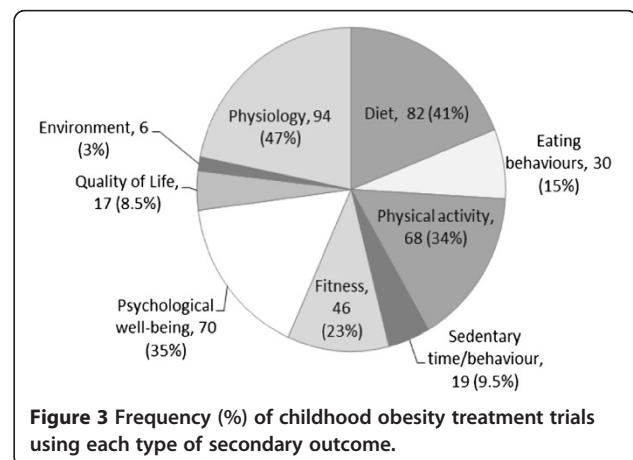 Physiology, 94
(47%)
Diet, 82 (41%)
Environment, 6
(3%)
Eating
behaviours, 30
(15%)
Quality of Life,
17 (8.5%)
Physical activity,
68 (34%)
Psychological
well-being, 70
(35%)
Fitness,
46
(23%)
Sedentary
time/behaviour,
19 (9.5%)
Figure 3 Frequency (%) of childhood obesity treatment trials
using each type of secondary outcome.